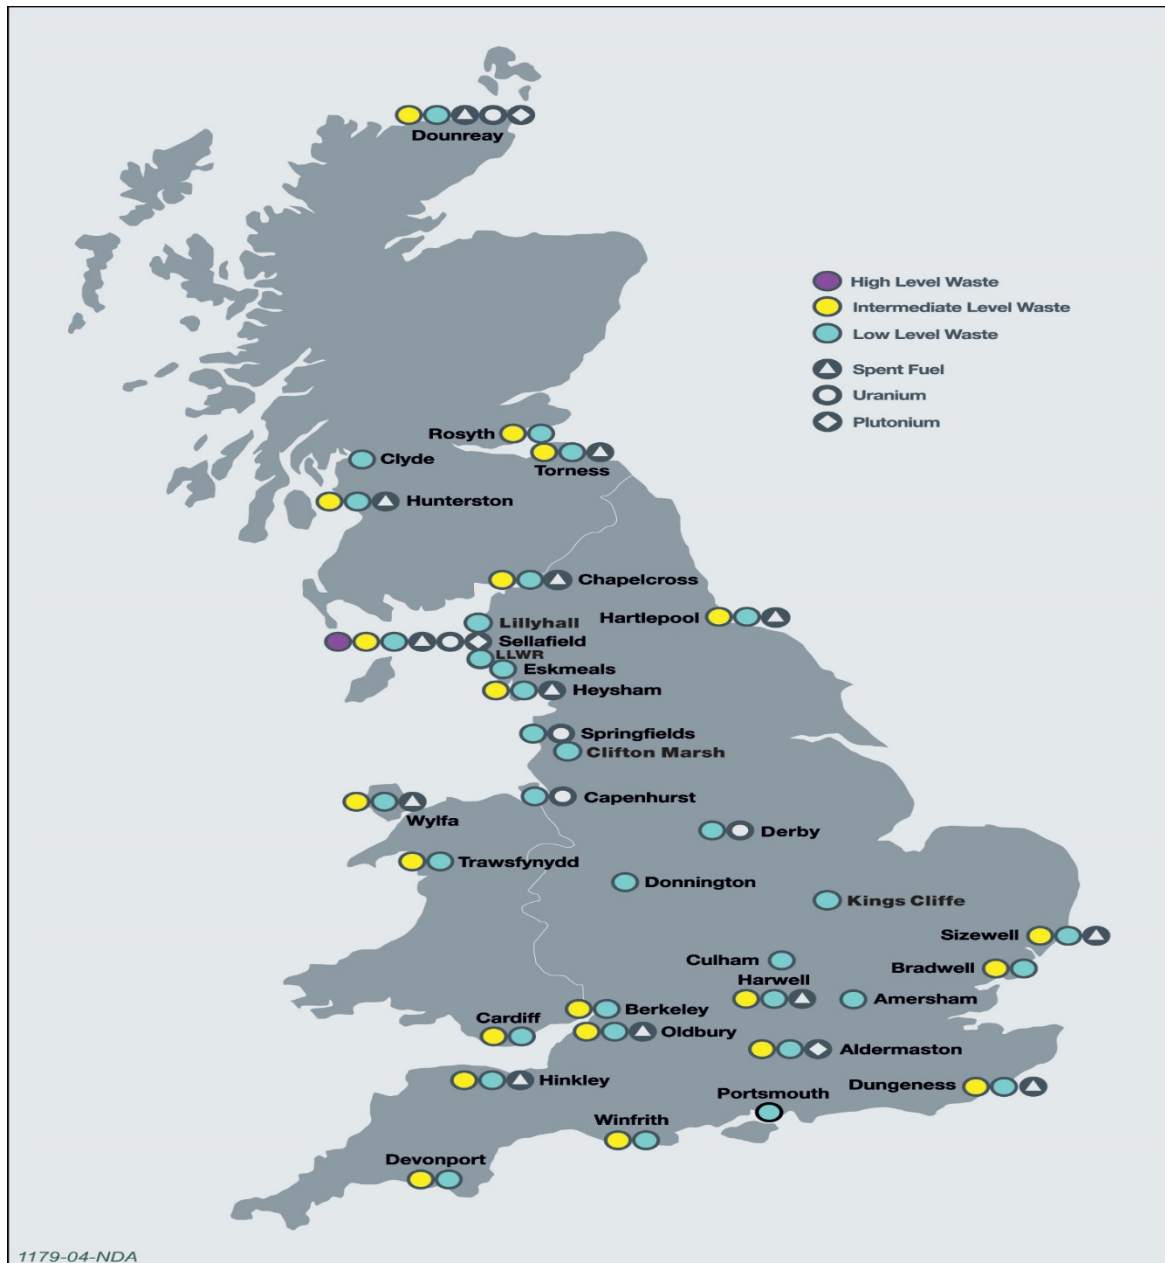 Dounreay
High Level Waste
Intermediate Level Waste
Low Level Waste
Spent Fuel
Uranium
Plutonium
Rosyth
Clyde
Torness
Hunterston
Chapelcross
Lillyhall
Hartlepool
Sellafield
LLWR
Eskmeals
Heysham
Springfields
Clifton Marsh
Capenhurst
Wylfa
Derby
Trawsfynydd
Donnington
Kings Cliffe
Sizewell
Culham
Bradwell
Harwell
Amersham
Berkeley
Cardiff
Oldbury
Aldermaston
Hinkley
Dungeness
Portsmouth
Winfrith
Devonport
1179-04-NDA